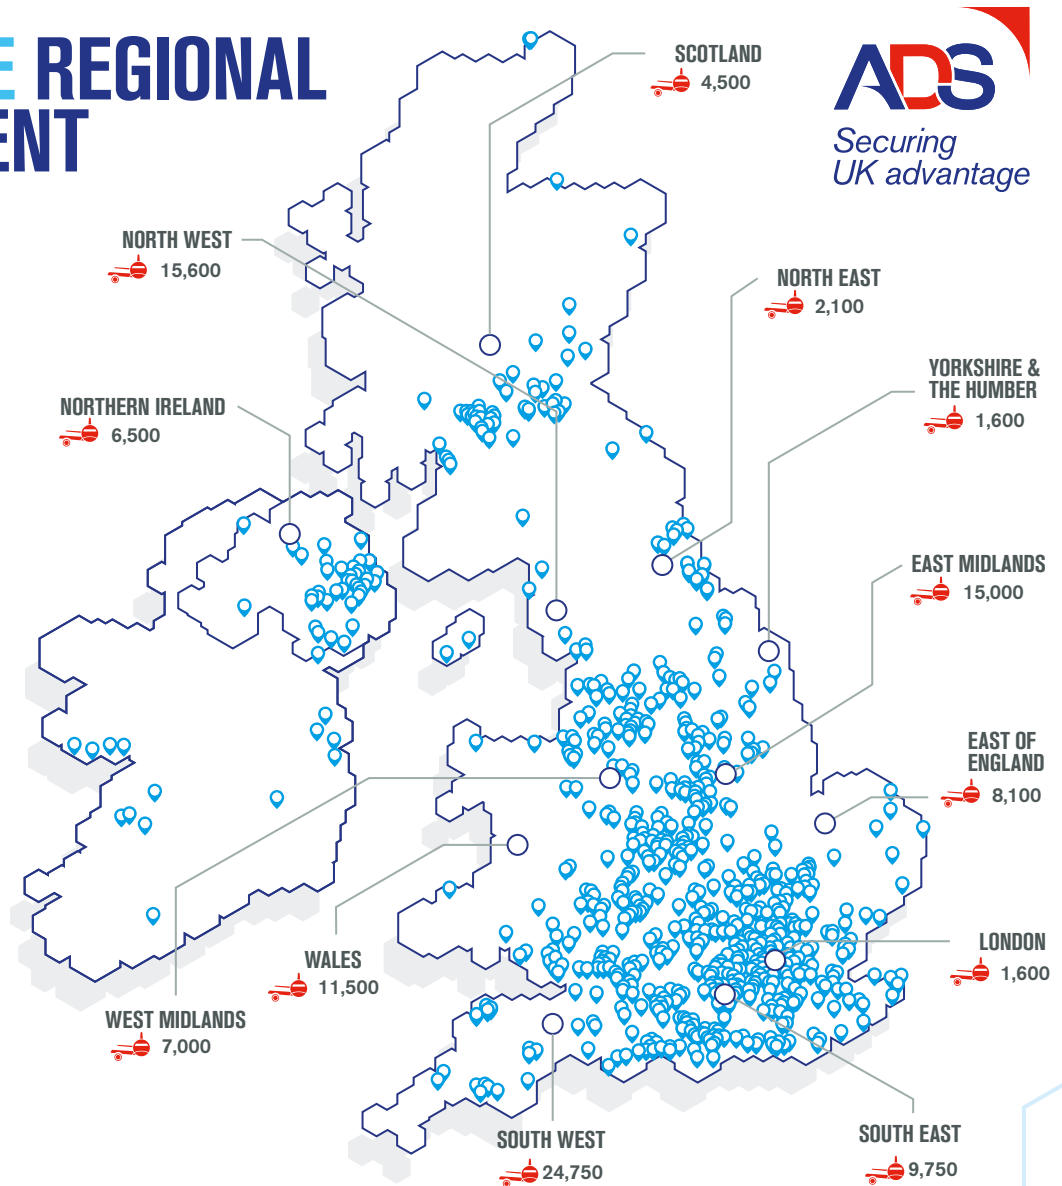 E REGIONAL
ENT
ADS
Securing
UK advantage
SCOTLAND
4,500
NORTH WEST
15,600
NORTH EAST
2,100
YORKSHIRE &
THE HUMBER
1,600
NORTHERN IRELAND
6,500
EAST MIDLANDS
15,000
EAST OF
ENGLAND
8,100
LONDON
1,600
WALES
11,500
WEST MIDLANDS
7,000
SOUTH WEST
24,750
SOUTH EAST
9,750